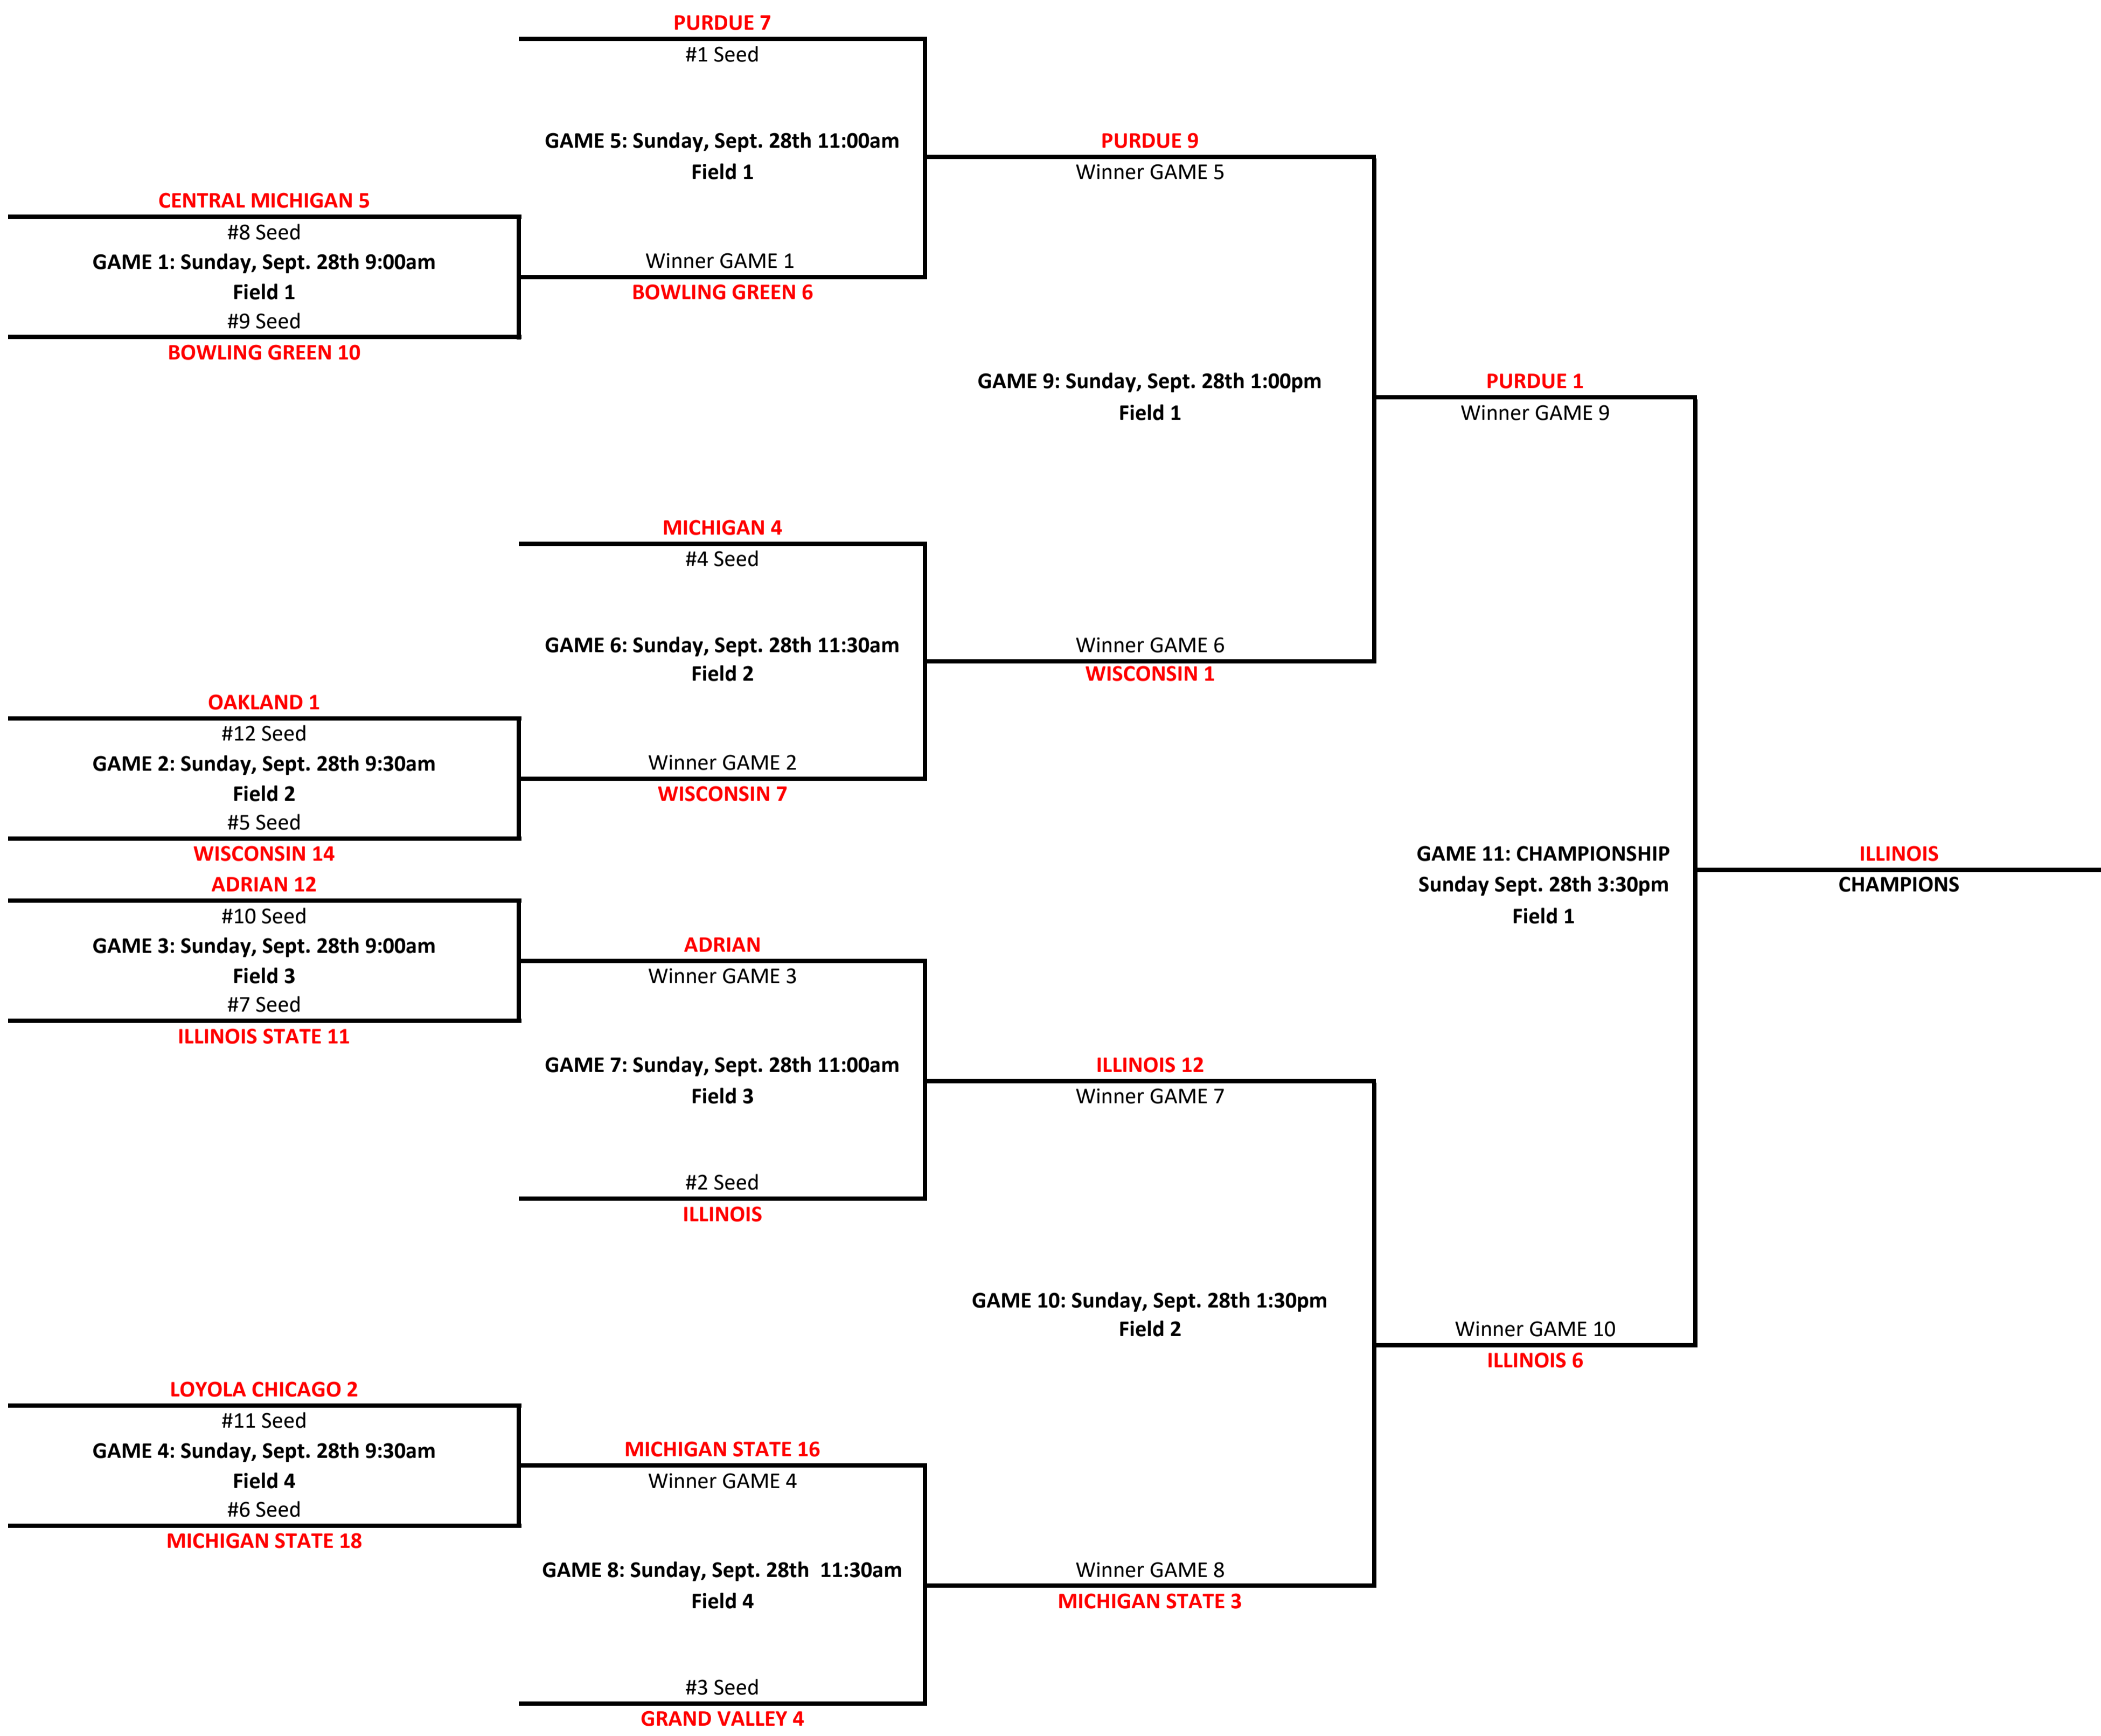 PURDUE 7
#1 Seed
GAME 5: Sunday, Sept. 28th 11:00am
Field 1
PURDUE 9
Winner GAME 5
CENTRAL MICHIGAN 5
#8 Seed
GAME 1: Sunday, Sept. 28th 9:00am
Field 1
#9 Seed
BOWLING GREEN 10
Winner GAME 1
BOWLING GREEN 6
GAME 9: Sunday, Sept. 28th 1:00pm
Field 1
PURDUE 1
Winner GAME 9
MICHIGAN 4
#4 Seed
GAME 6: Sunday, Sept. 28th 11:30am
Field 2
Winner GAME 6
WISCONSIN 1
OAKLAND 1
#12 Seed
GAME 2: Sunday, Sept. 28th 9:30am
Field 2
#5 Seed
WISCONSIN 14
Winner GAME 2
WISCONSIN 7
GAME 11: CHAMPIONSHIP
Sunday Sept. 28th 3:30pm
Field 1
ILLINOIS
CHAMPIONS
ADRIAN 12
#10 Seed
GAME 3: Sunday, Sept. 28th 9:00am
Field 3
#7 Seed
ILLINOIS STATE 11
ADRIAN
Winner GAME 3
GAME 7: Sunday, Sept. 28th 11:00am
Field 3
#2 Seed
ILLINOIS
ILLINOIS 12
Winner GAME 7
GAME 10: Sunday, Sept. 28th 1:30pm
Field 2
Winner GAME 10
ILLINOIS 6
LOYOLA CHICAGO 2
#11 Seed
GAME 4: Sunday, Sept. 28th 9:30am
Field 4
#6 Seed
MICHIGAN STATE 18
MICHIGAN STATE 16
Winner GAME 4
GAME 8: Sunday, Sept. 28th  11:30am
Field 4
Winner GAME 8
MICHIGAN STATE 3
#3 Seed
GRAND VALLEY 4